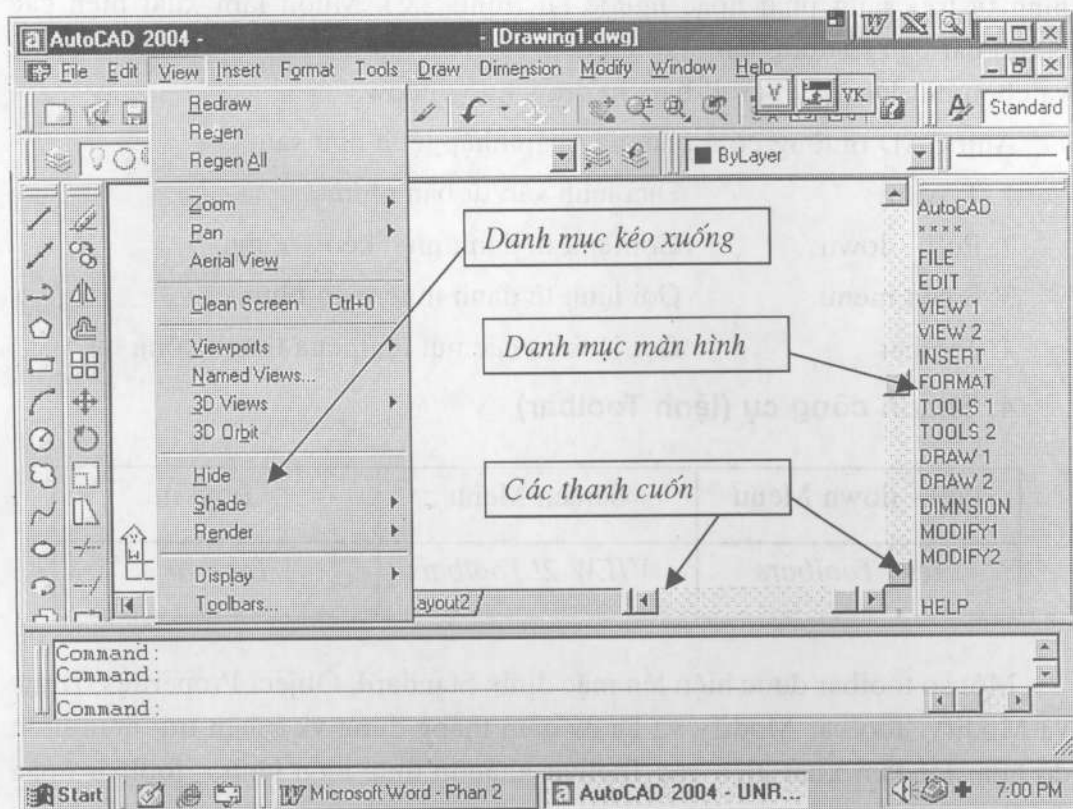 AutoCAD 2004 - - [Drawing1.dwg]
File Edit View Insert Format Tools Draw Dimension Modify Window Help
V VK
Standard
ByLayer
Redraw
Regen
Regen All
Zoom
Pan
Aerial View
Clean Screen Ctrl+0
Viewports
Named Views...
3D Views
3D Orbit
Hide
Shade
Render
Display
Toolbars...
Danh mục kéo xuống
Danh mục màn hình
Các thanh cuốn
AutoCAD
* * * *
FILE
EDIT
VIEW 1
VIEW 2
INSERT
FORMAT
TOOLS 1
TOOLS 2
DRAW 1
DRAW 2
DIMNSION
MODIFY1
MODIFY2
HELP
W
ayout2
Command:
Command:
Command:
Start Microsoft Word - Phan 2 AutoCAD 2004 - UNR... 7:00 PM